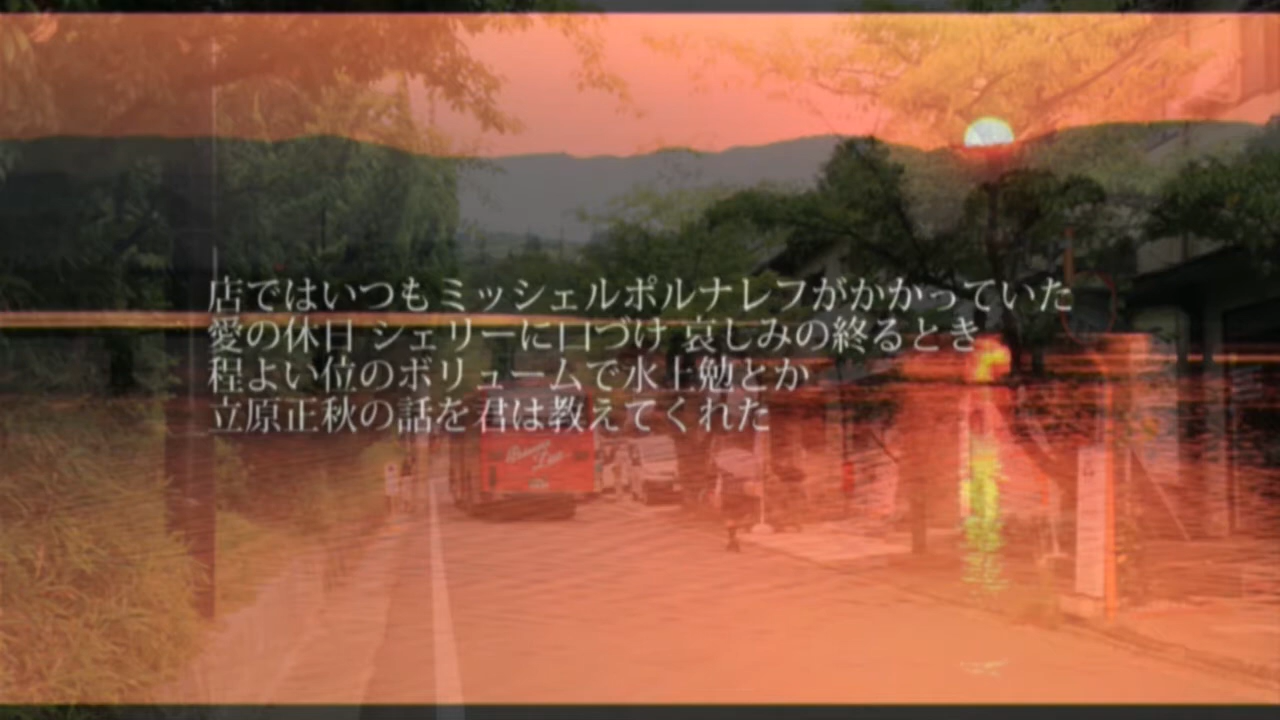 店ではいつもミッシェルポルナレフがかかっていた
愛の休日 シェリーに口づけ 哀しみの終るとき
程よい位のボリュームで水上勉とか
立原正秋の話を君は教えてくれた